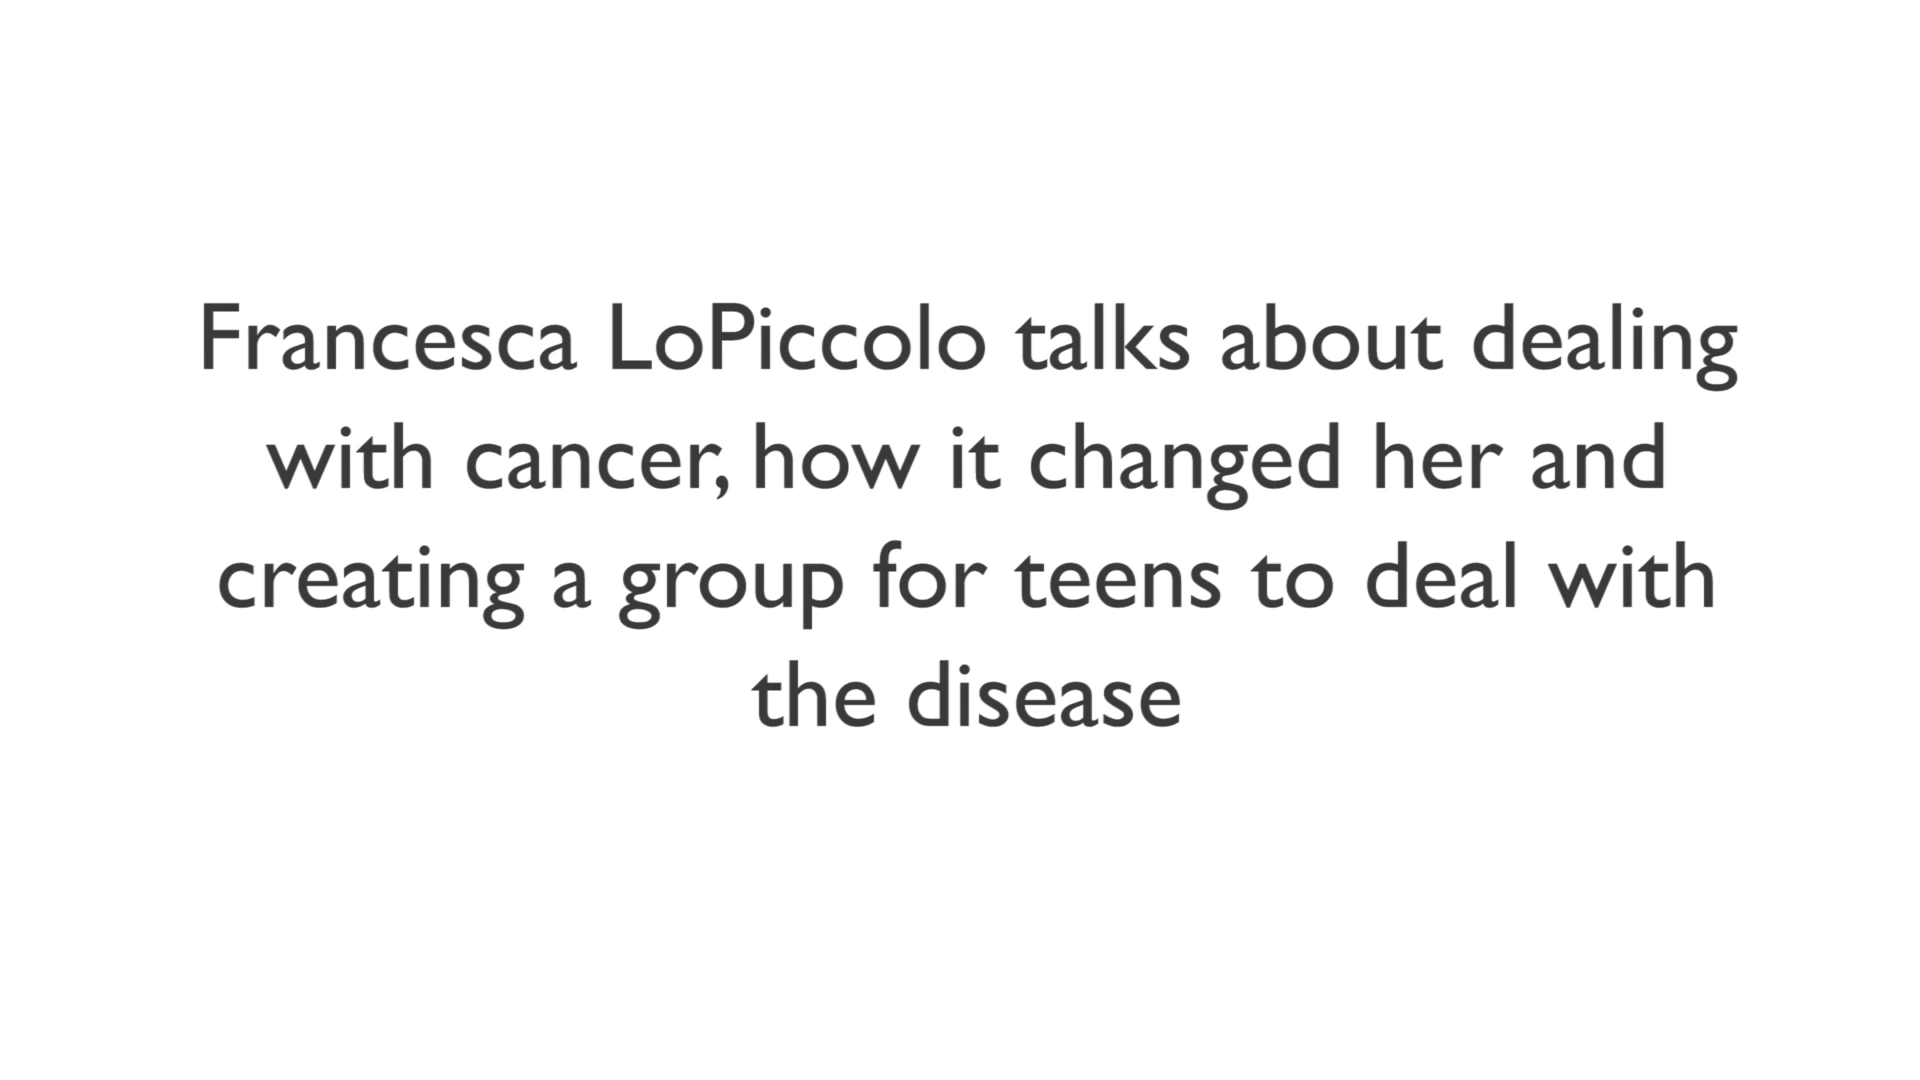 Francesca LoPiccolo talks about dealing
with cancer, how it changed her and
creating a group for teens to deal with
the disease